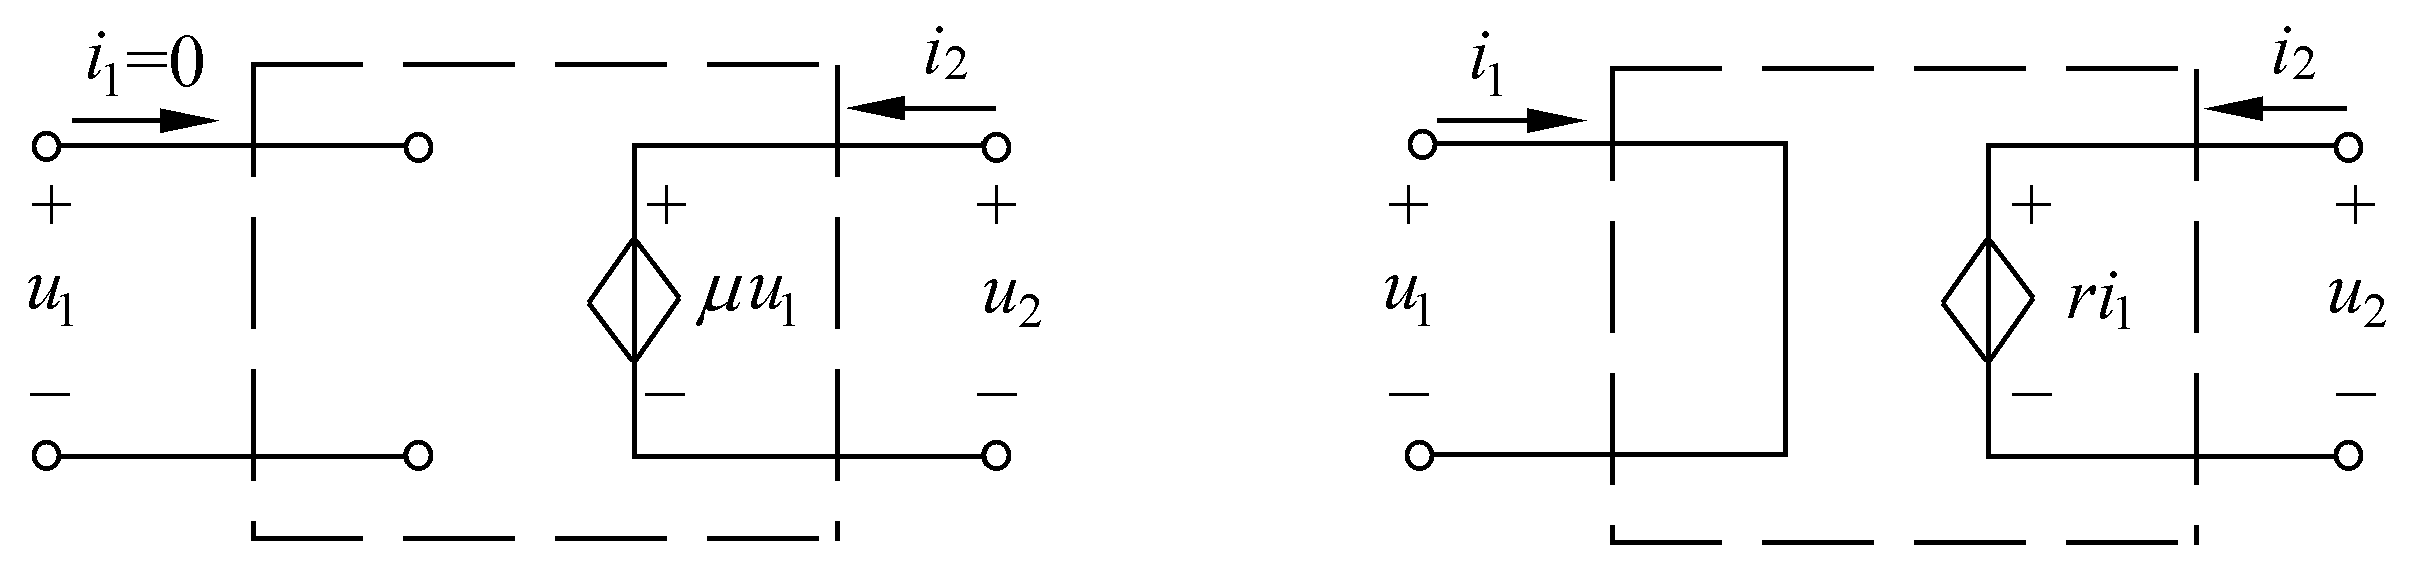 i₁=0 i₂ i₁ i₂
+ + + + + +
u₁ μu₁ u₂ u₁ ri₁ u₂
− − − − − −